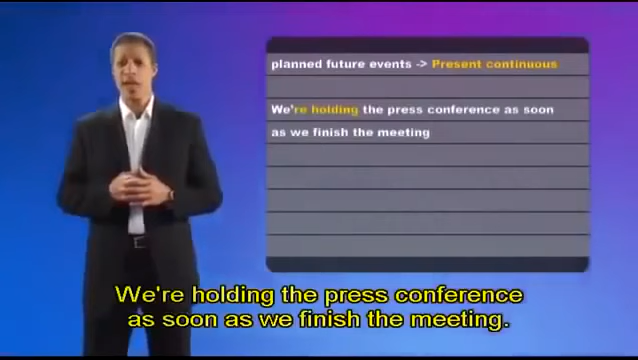 planned future events -> Present continuous
We're holding the press conference as soon
as we finish the meeting
We're holding the press conference
as soon as we finish the meeting.